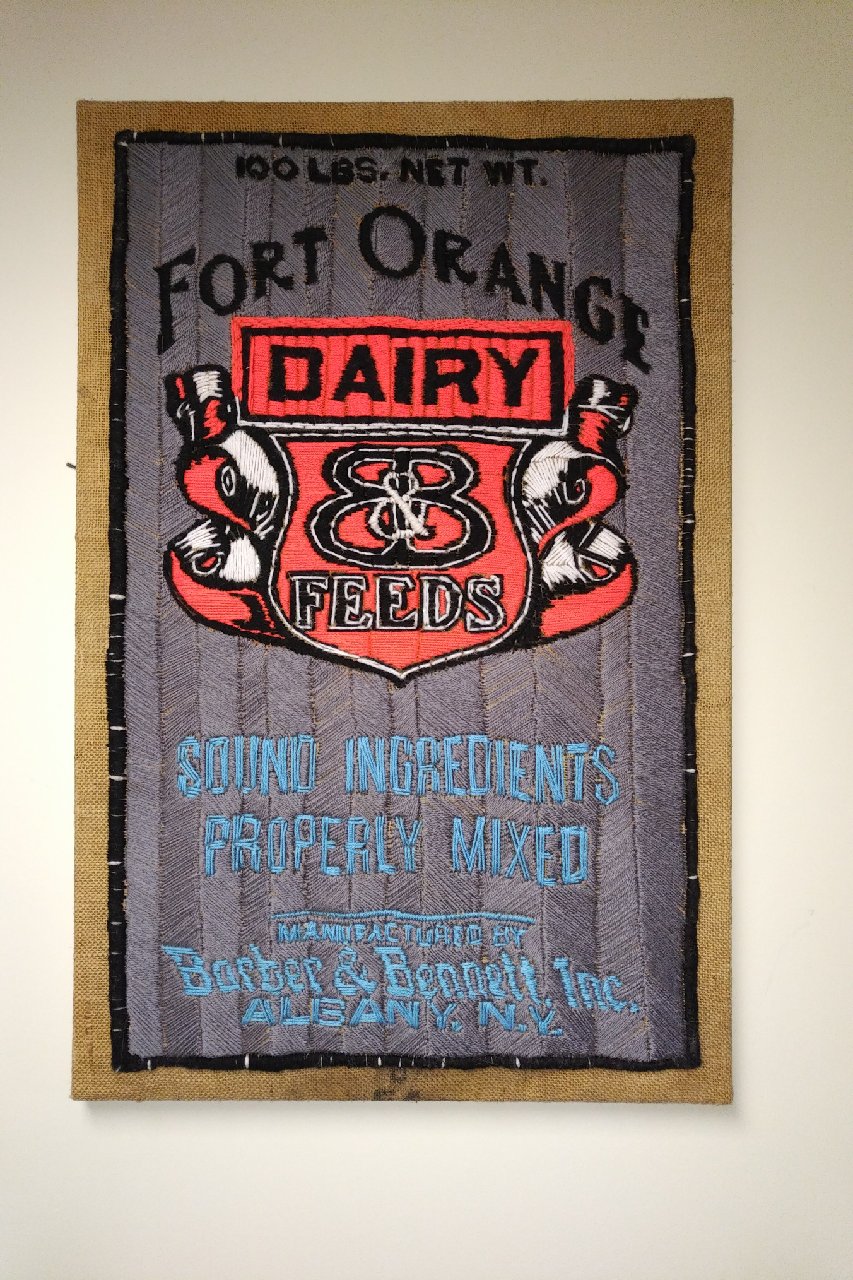 100 LBS. NET WT.
FORT ORANGE
DAIRY
B&B
FEEDS
SOUND INGREDIENTS
PROPERLY MIXED
MANUFACTURED BY
Barber & Bennett, Inc.
ALBANY, N.Y.